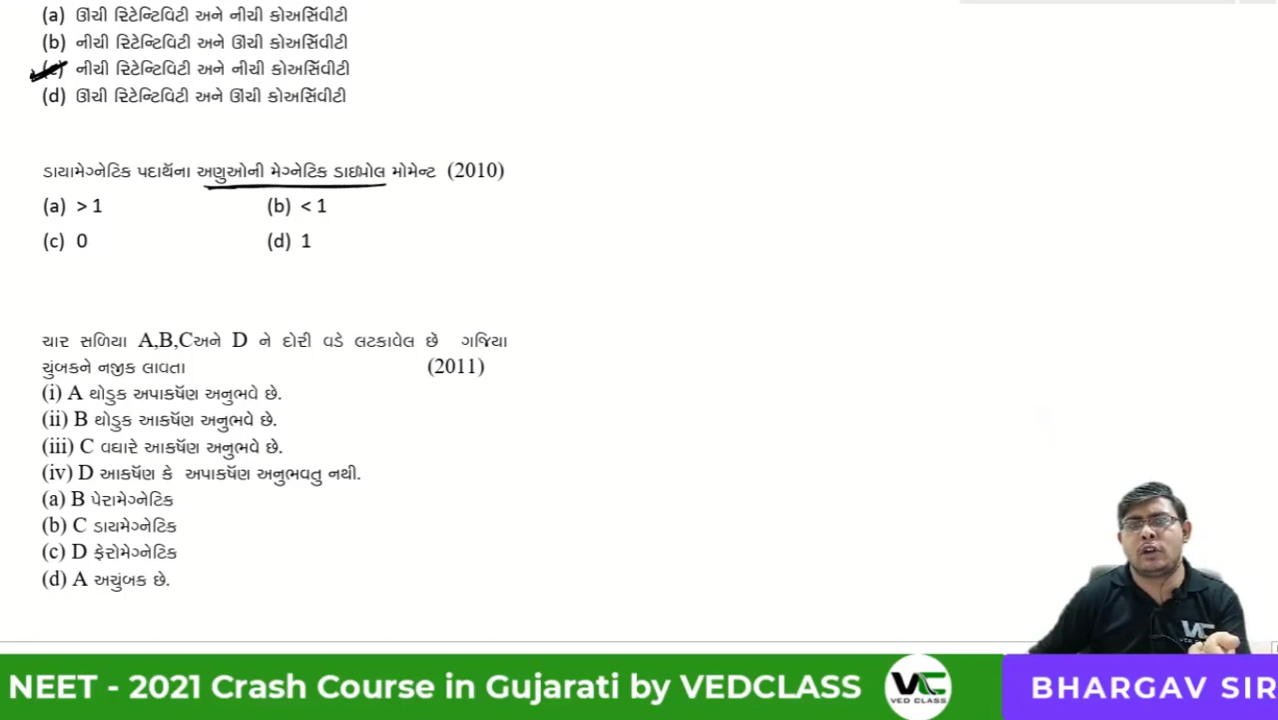 (a) ઊંચી રિટેન્ટિવિટી અને નીચી કોઅર્સિવીટી
(b) નીચી રિટેન્ટિવિટી અને ઊંચી કોઅર્સિવીટી
(c) નીચી રિટેન્ટિવિટી અને નીચી કોઅર્સિવીટી
(d) ઊંચી રિટેન્ટિવિટી અને ઊંચી કોઅર્સિવીટી
ડાયામેગ્નેટિક પદાર્થના અણુઓની મેગ્નેટિક ડાઇપોલ મોમેન્ટ (2010)
(a) > 1 (b) < 1
(c) 0 (d) 1
ચાર સળિયા A,B,Cઅને D ને દોરી વડે લટકાવેલ છે ગજિયા
ચુંબકને નજીક લાવતા (2011)
(i) A થોડુક અપાકર્ષણ અનુભવે છે.
(ii) B થોડુક આકર્ષણ અનુભવે છે.
(iii) C વધારે આકર્ષણ અનુભવે છે.
(iv) D આકર્ષણ કે અપાકર્ષણ અનુભવતુ નથી.
(a) B પેરામેગ્નેટિક
(b) C ડાયમેગ્નેટિક
(c) D ફેરોમેગ્નેટિક
(d) A અચુંબક છે.
NEET - 2021 Crash Course in Gujarati by VEDCLASS VC VED CLASS BHARGAV SIR